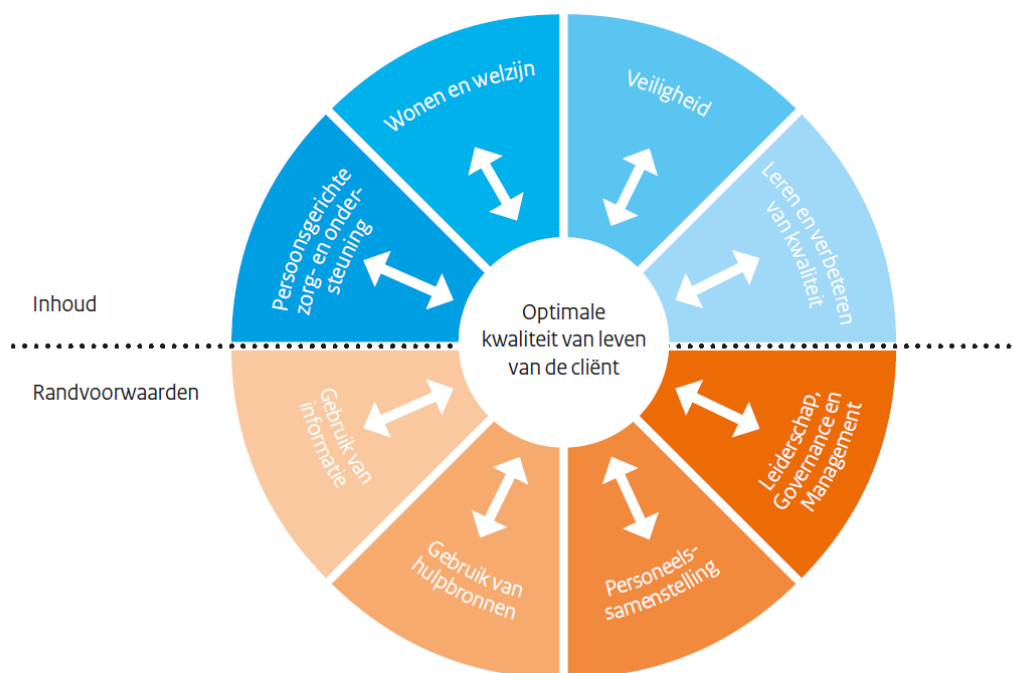 Wonen en welzijn
Veiligheid
Persoonsgerichte
zorg- en onder-
steuning
Leren en verbeteren
van kwaliteit
Inhoud
Optimale
kwaliteit van leven
van de cliënt
Randvoorwaarden
Gebruik van
informatie
Leiderschap,
Governance en
Management
Gebruik van
hulpbronnen
Personeels-
samenstelling